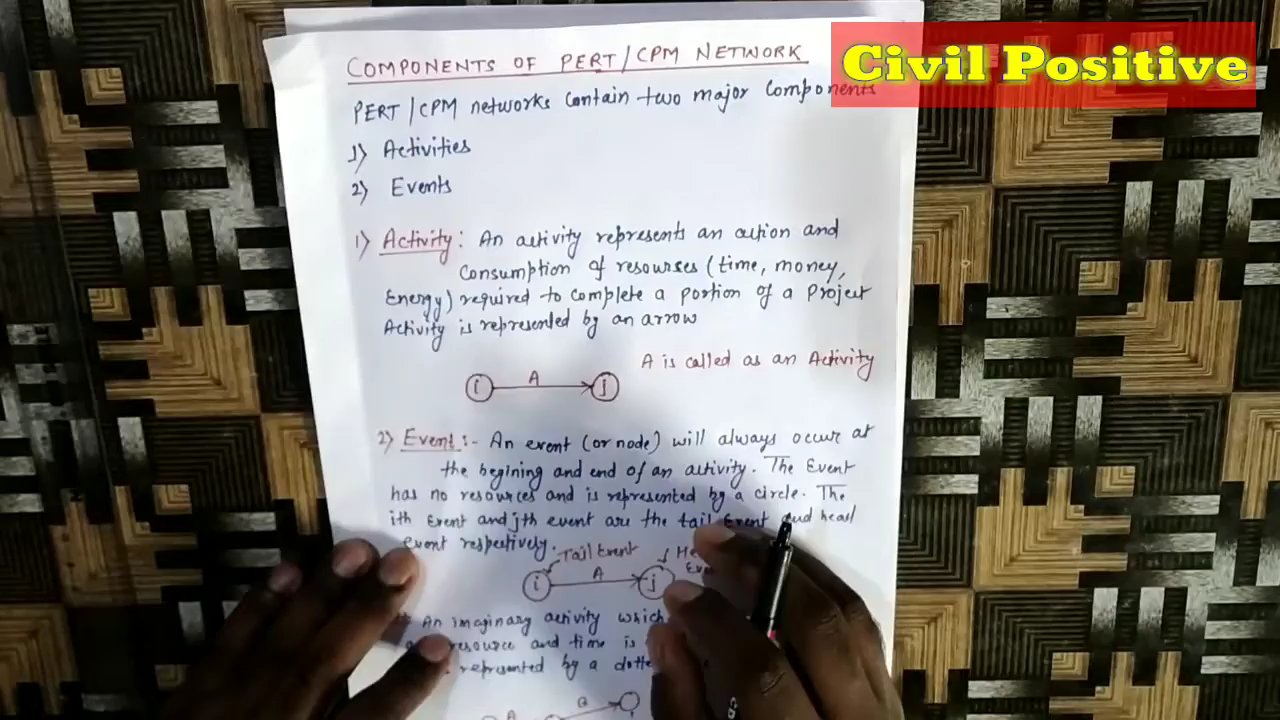 COMPONENTS OF PERT/CPM NETWORK
Civil Positive
PERT/CPM networks contain two major components
1) Activities
2) Events
1) Activity: An activity represents an action and
consumption of resourses (time, money,
Energy) required to complete a portion of a project
Activity is represented by an arrow
A is called as an Activity
i A j
2) Event:- An event (or node) will always occur at
the begining and end of an activity. The Event
has no resources and is represented by a circle. The
ith Event and jth event are the tail Event and head
event respectively.
Tail Event
i A j
An imaginary activity which
resource and time is
represented by a
B
A